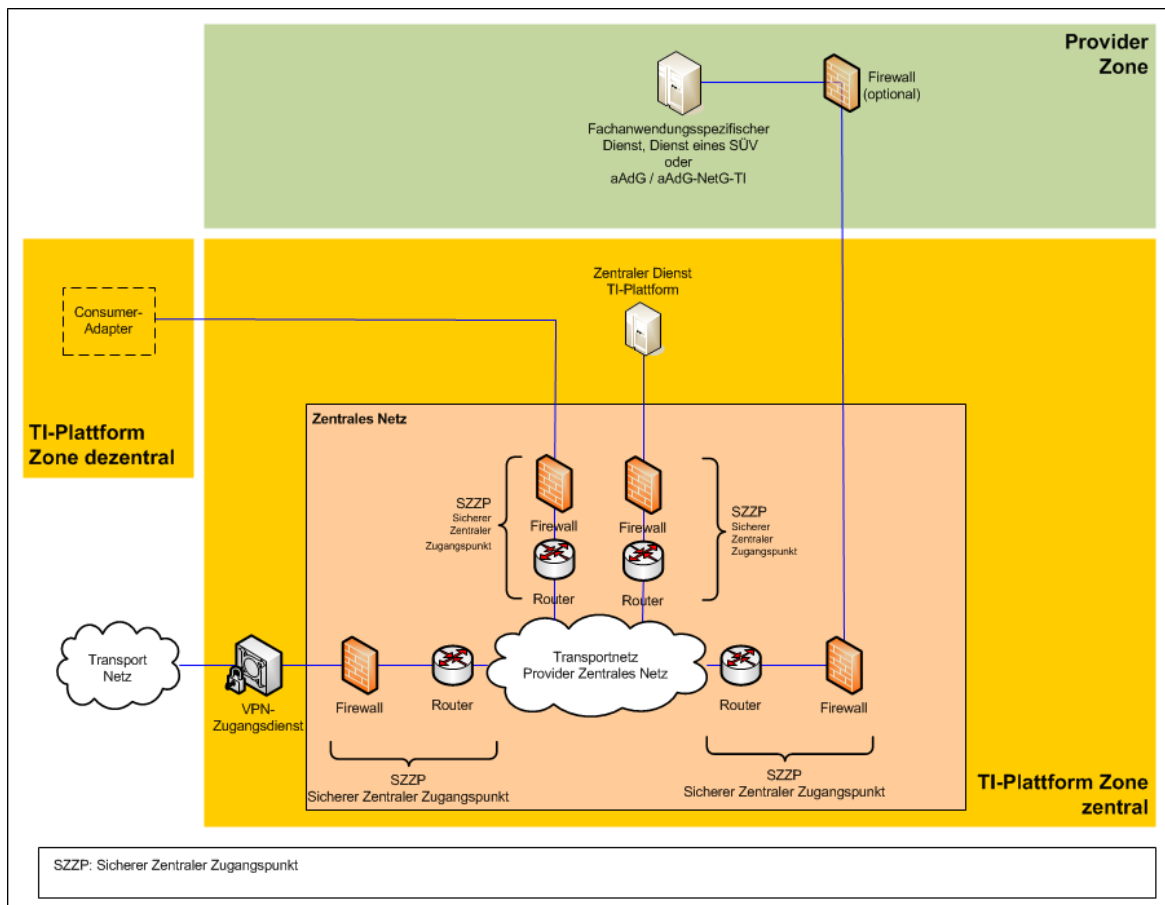 Provider
Zone
Firewall
(optional)
Fachanwendungsspezifischer
Dienst, Dienst eines SÜV
oder
aAdG / aAdG-NetG-TI
Zentraler Dienst
TI-Plattform
Consumer-
Adapter
TI-Plattform
Zone dezentral
Zentrales Netz
SZZP
Sicherer
Zentraler
Zugangspunkt
Firewall
Router
Firewall
Router
SZZP
Sicherer
Zentraler
Zugangspunkt
Transport
Netz
VPN-
Zugangsdienst
Firewall
Router
Transportnetz
Provider Zentrales Netz
Router
Firewall
SZZP
Sicherer Zentraler Zugangspunkt
SZZP
Sicherer Zentraler Zugangspunkt
TI-Plattform Zone
zentral
SZZP: Sicherer Zentraler Zugangspunkt